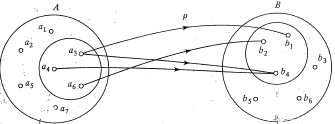 A
ρ
B
a₁
a₂
a₃
a₄
a₅
a₆
a₇
b₁
b₂
b₃
b₄
b₅
b₆